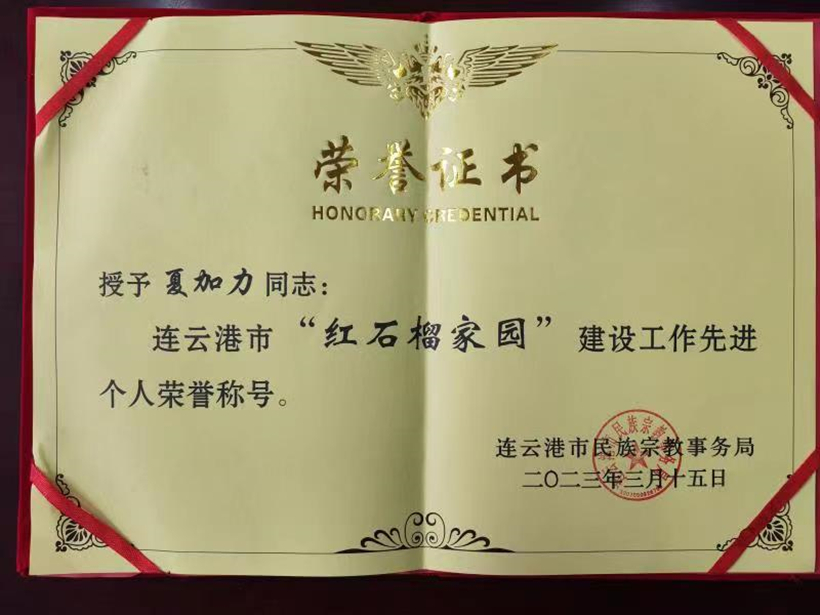 荣誉证书
HONORARY CREDENTIAL
授予 夏加力 同志：
连云港市“红石榴家园”建设工作先进
个人荣誉称号。
连云港市民族宗教事务局
二〇二三年三月十五日